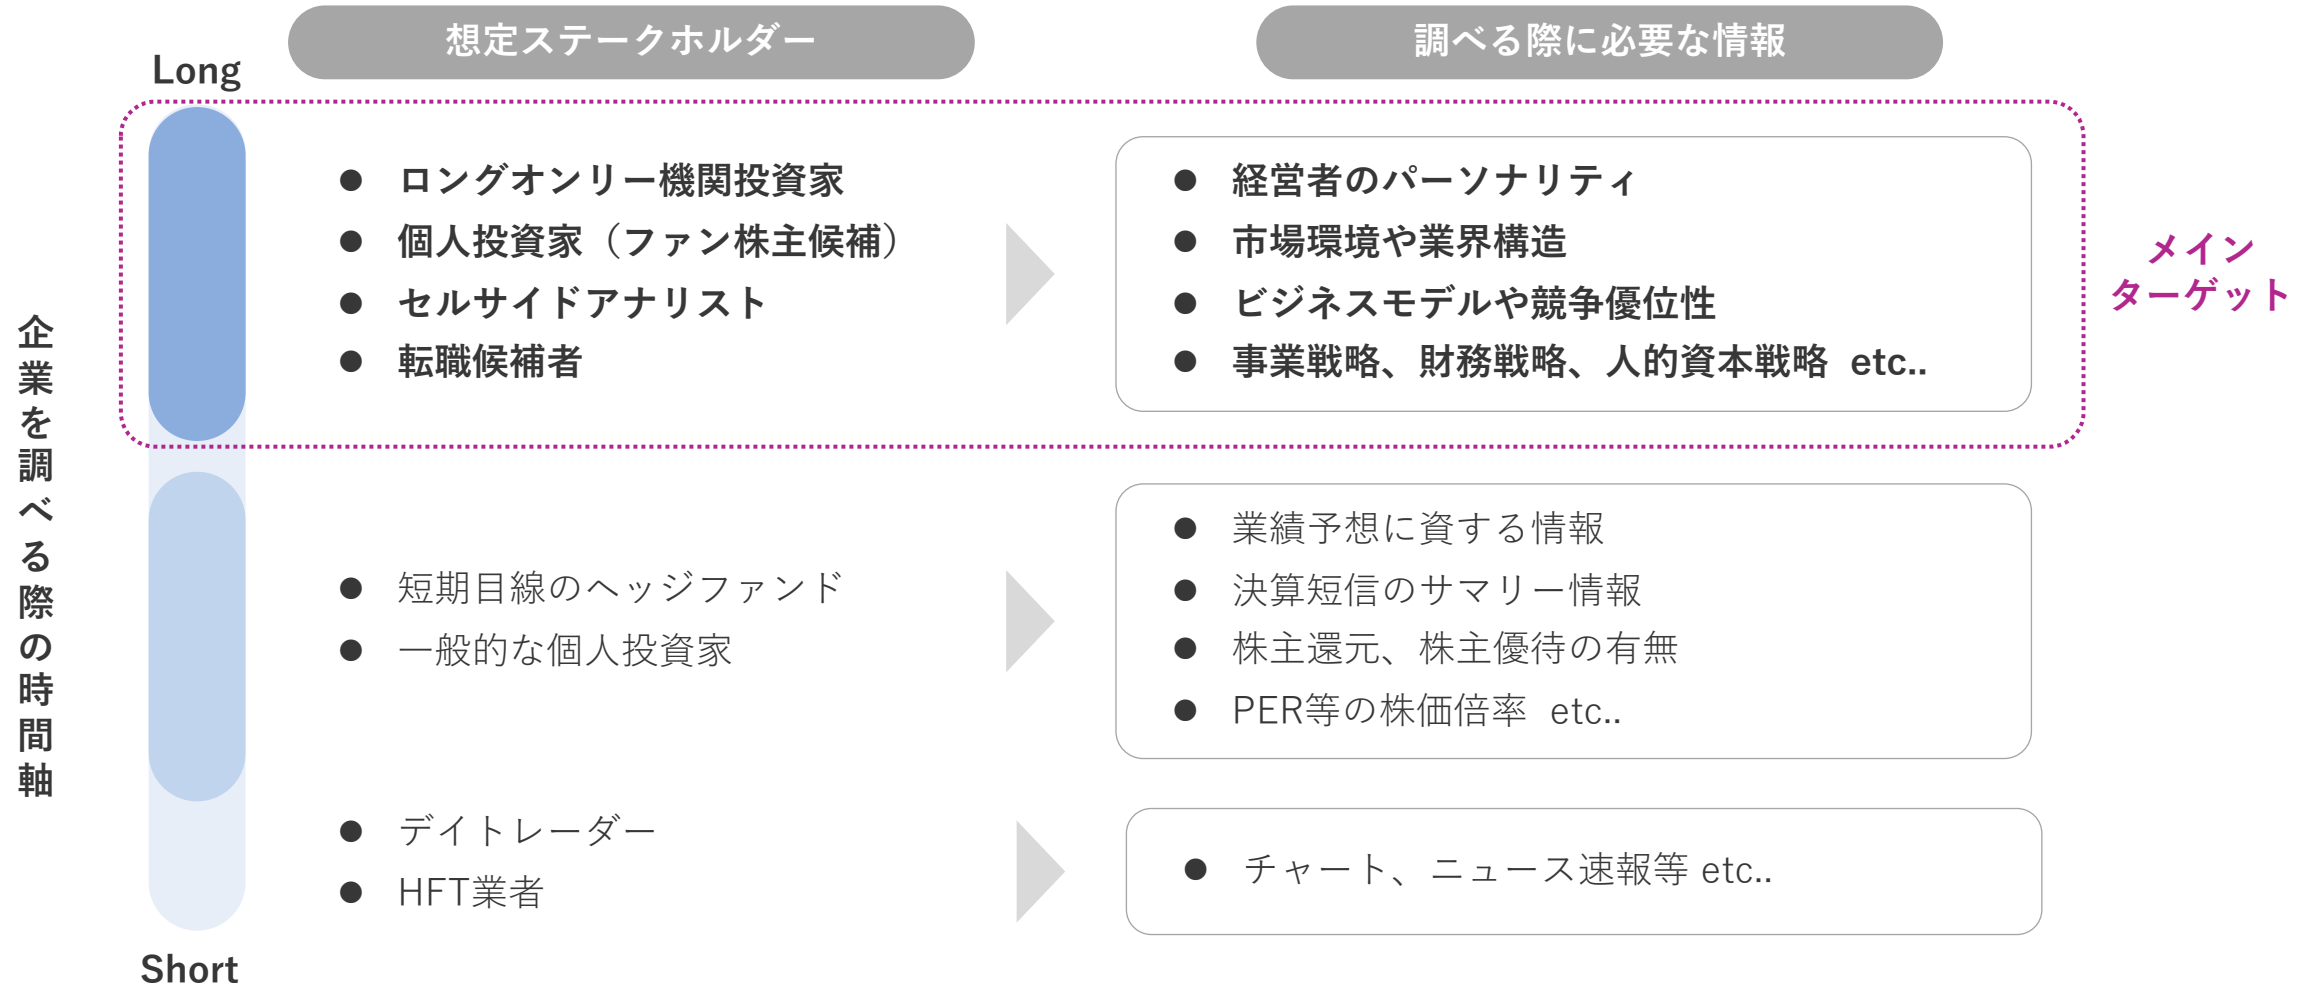 想定ステークホルダー
調べる際に必要な情報
Long
企業を調べる際の時間軸
ロングオンリー機関投資家
個人投資家（ファン株主候補）
セルサイドアナリスト
転職候補者
経営者のパーソナリティ
市場環境や業界構造
ビジネスモデルや競争優位性
事業戦略、財務戦略、人的資本戦略 etc..
メイン
ターゲット
短期目線のヘッジファンド
一般的な個人投資家
業績予想に資する情報
決算短信のサマリー情報
株主還元、株主優待の有無
PER等の株価倍率 etc..
デイトレーダー
HFT業者
チャート、ニュース速報等 etc..
Short